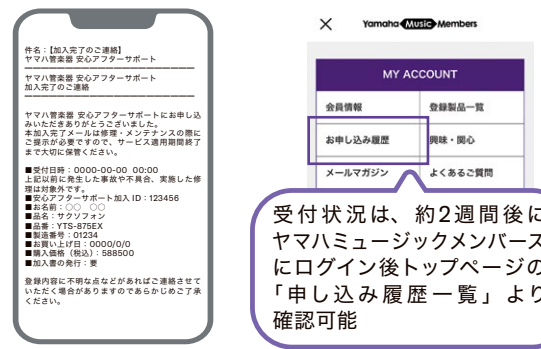 件名:【加入完了のご連絡】
ヤマハ管楽器 安心アフターサポート
ヤマハ管楽器 安心アフターサポート
加入完了のご連絡
ヤマハ管楽器 安心アフターサポートにお申し込
みいただきありがとうございました。
本加入完了メールは修理・メンテナンスの際に
ご提示が必要ですので、サービス適用期間終了
まで大切に保管ください。
■受付日時:0000-00-00 00:00
上記以前に発生した事故や不具合、実施した修
理は対象外です。
■安心アフターサポート加入 ID:123456
■お名前:○○ ○○
■品名:サクソフォン
■品番:YTS-875EX
■製造番号:01234
■お買い上げ日:0000/0/0
■購入価格(税込):588500
■加入書の発行:要
登録内容に不明な点などがあればご連絡させて
いただく場合がありますのであらかじめご了承
ください。
Yamaha Music Members
MY ACCOUNT
会員情報 登録製品一覧
お申し込み履歴 興味・関心
メールマガジン よくあるご質問
受付状況は、約2週間後に
ヤマハミュージックメンバーズ
にログイン後トップページの
「申し込み履歴一覧」より
確認可能